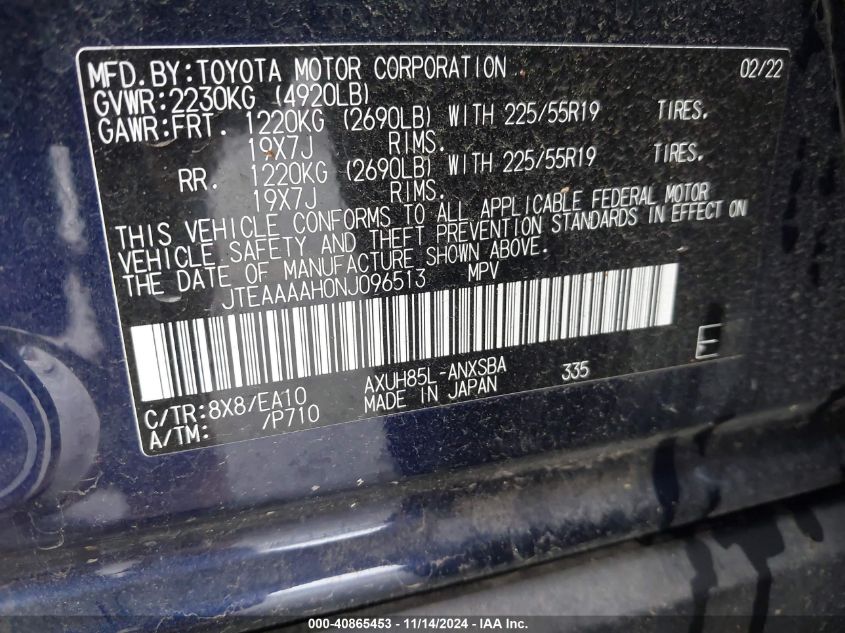 MFD.BY:TOYOTA MOTOR CORPORATION 02/22
GVWR:2230KG (4920LB)
GAWR:FRT. 1220KG (2690LB) WITH 225/55R19 TIRES.
19X7J RIMS.
RR. 1220KG (2690LB) WITH 225/55R19 TIRES.
19X7J RIMS.
THIS VEHICLE CONFORMS TO ALL APPLICABLE FEDERAL MOTOR
VEHICLE SAFETY AND THEFT PREVENTION STANDARDS IN EFFECT ON
THE DATE OF MANUFACTURE SHOWN ABOVE.
JTEAAAAH0NJ096513 MPV
E
AXUH85L-ANXSBA 335
C/TR:8X8/EA10 MADE IN JAPAN
A/TM: /P710
000-40865453 - 11/14/2024 - IAA Inc.